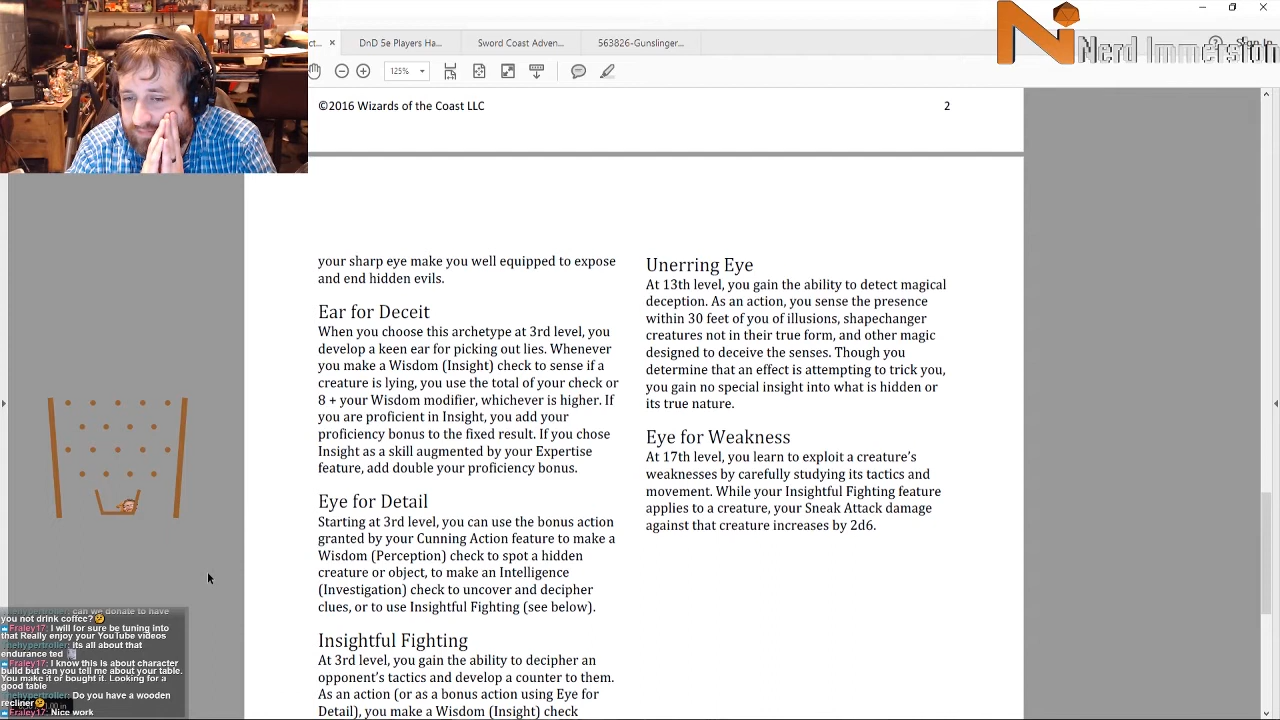 ct...
DnD 5e Players Ha...
Sword Coast Adven...
563826-Gunslinger...
Nerd Immersion
125%
©2016 Wizards of the Coast LLC
2
your sharp eye make you well equipped to expose
and end hidden evils.
Ear for Deceit
When you choose this archetype at 3rd level, you
develop a keen ear for picking out lies. Whenever
you make a Wisdom (Insight) check to sense if a
creature is lying, you use the total of your check or
8 + your Wisdom modifier, whichever is higher. If
you are proficient in Insight, you add your
proficiency bonus to the fixed result. If you chose
Insight as a skill augmented by your Expertise
feature, add double your proficiency bonus.
Eye for Detail
Starting at 3rd level, you can use the bonus action
granted by your Cunning Action feature to make a
Wisdom (Perception) check to spot a hidden
creature or object, to make an Intelligence
(Investigation) check to uncover and decipher
clues, or to use Insightful Fighting (see below).
Insightful Fighting
At 3rd level, you gain the ability to decipher an
opponent's tactics and develop a counter to them.
As an action (or as a bonus action using Eye for
Detail), you make a Wisdom (Insight) check
Unerring Eye
At 13th level, you gain the ability to detect magical
deception. As an action, you sense the presence
within 30 feet of you of illusions, shapechanger
creatures not in their true form, and other magic
designed to deceive the senses. Though you
determine that an effect is attempting to trick you,
you gain no special insight into what is hidden or
its true nature.
Eye for Weakness
At 17th level, you learn to exploit a creature's
weaknesses by carefully studying its tactics and
movement. While your Insightful Fighting feature
applies to a creature, your Sneak Attack damage
against that creature increases by 2d6.
nehypertroller: can we donate to have
you not drink coffee?
Fraley17: I will for sure be tuning into
that Really enjoy your YouTube videos
nehypertroller: its all about that
endurance ted
Fraley17: I know this is about character
build but can you tell me about your table.
You make it or bought it. Looking for a
good table
nehypertroller: Do you have a wooden
recliner
Fraley17: Nice work